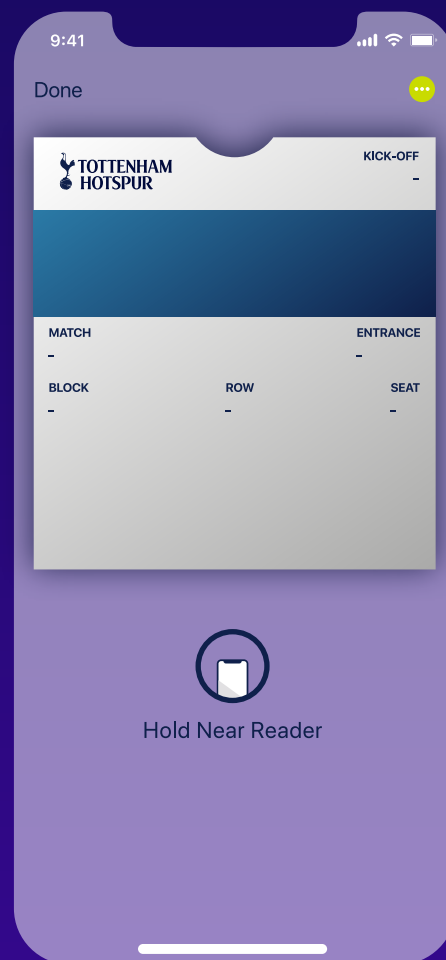 9:41
Done
TOTTENHAM
HOTSPUR
KICK-OFF
-
MATCH
ENTRANCE
-
-
BLOCK
ROW
SEAT
-
-
-
Hold Near Reader